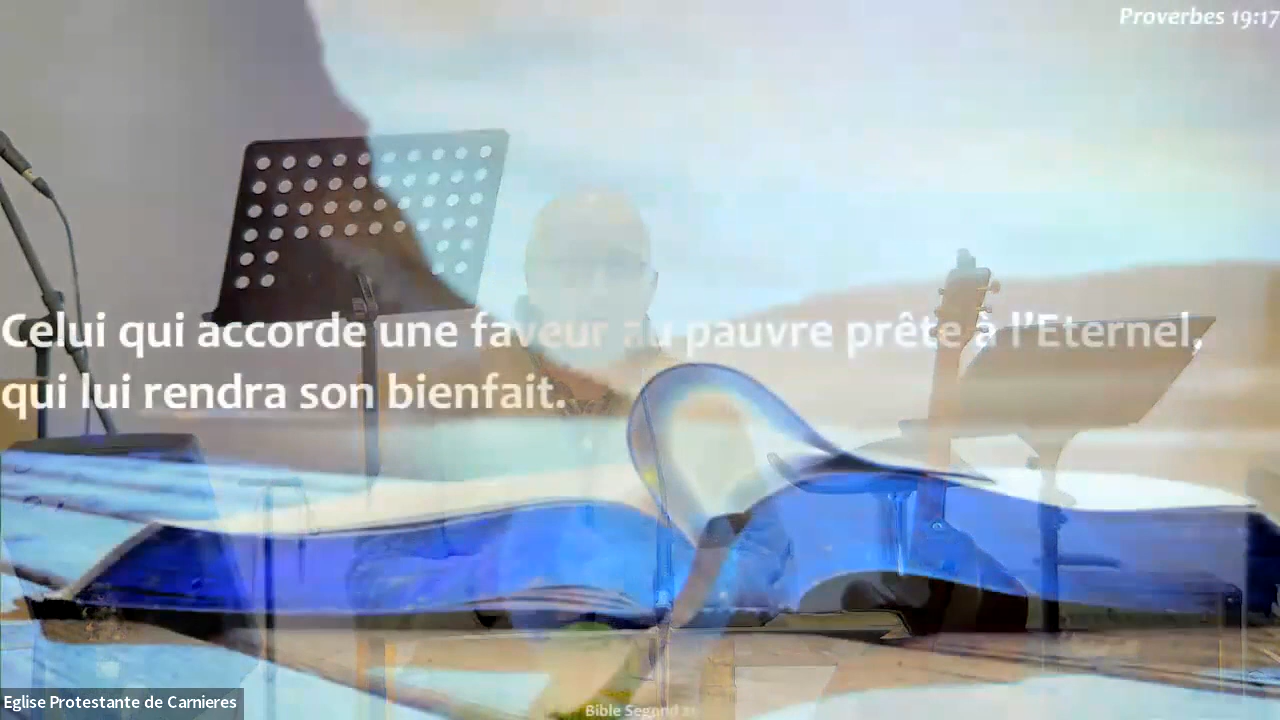 Proverbes 19:17
Celui qui accorde une faveur au pauvre prête à l’Eternel,
qui lui rendra son bienfait.
Eglise Protestante de Carnieres
Bible Segond 21